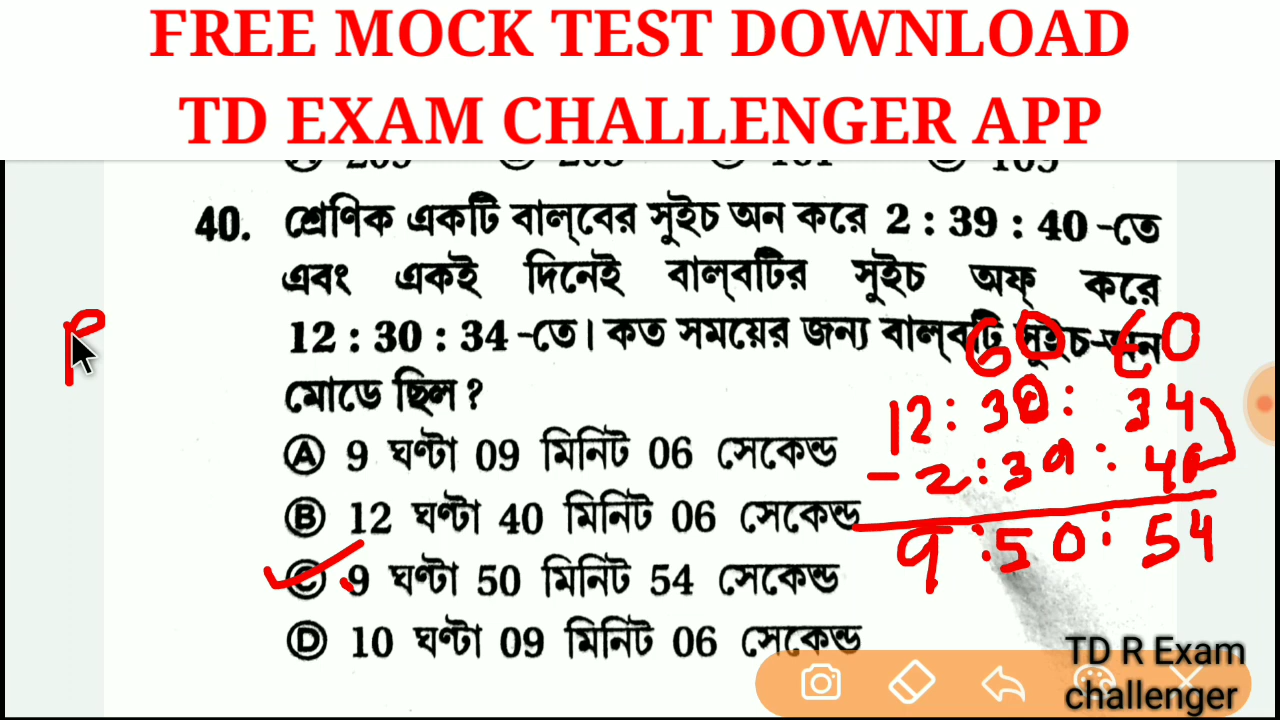 FREE MOCK TEST DOWNLOAD
TD EXAM CHALLENGER APP
40. শ্রেণিক একটি বাল্‌বের সুইচ অন করে 2 : 39 : 40 -তে
এবং একই দিনেই বাল্‌বটির সুইচ অফ্ করে
12 : 30 : 34 -তে। কত সময়ের জন্য বাল্‌বটি সুইচ-অন
মোডে ছিল ?
60 60
12 : 30 : 34
- 2 : 39 : 40
9 : 50 : 54
A 9 ঘণ্টা 09 মিনিট 06 সেকেন্ড
B 12 ঘণ্টা 40 মিনিট 06 সেকেন্ড
C 9 ঘণ্টা 50 মিনিট 54 সেকেন্ড
D 10 ঘণ্টা 09 মিনিট 06 সেকেন্ড
P
TD R Exam
challenger